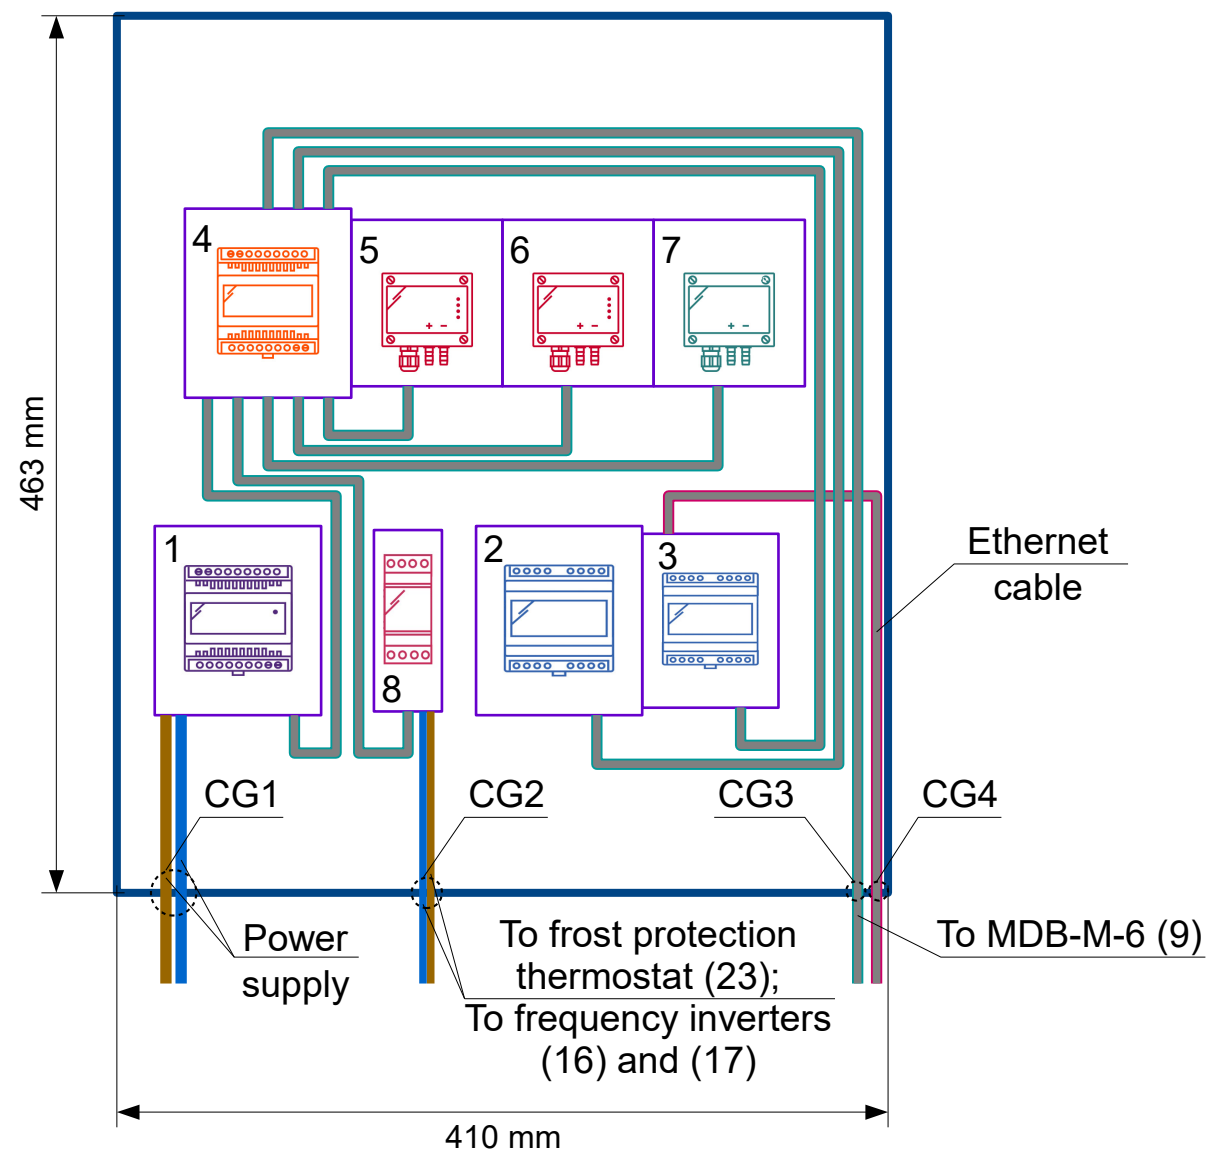 4
5
6
7
463 mm
1
8
2
3
Ethernet
cable
CG1
CG2
CG3
CG4
Power
supply
To frost protection
thermostat (23);
To frequency inverters
(16) and (17)
To MDB-M-6 (9)
410 mm